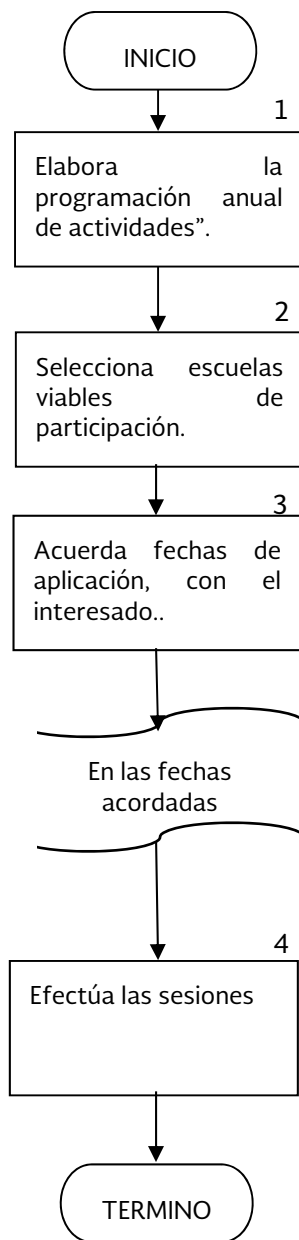 INICIO
1
Elabora la
programación anual
de actividades”.
2
Selecciona escuelas
viables de
participación.
3
Acuerda fechas de
aplicación, con el
interesado..
En las fechas
acordadas
4
Efectúa las sesiones
TERMINO